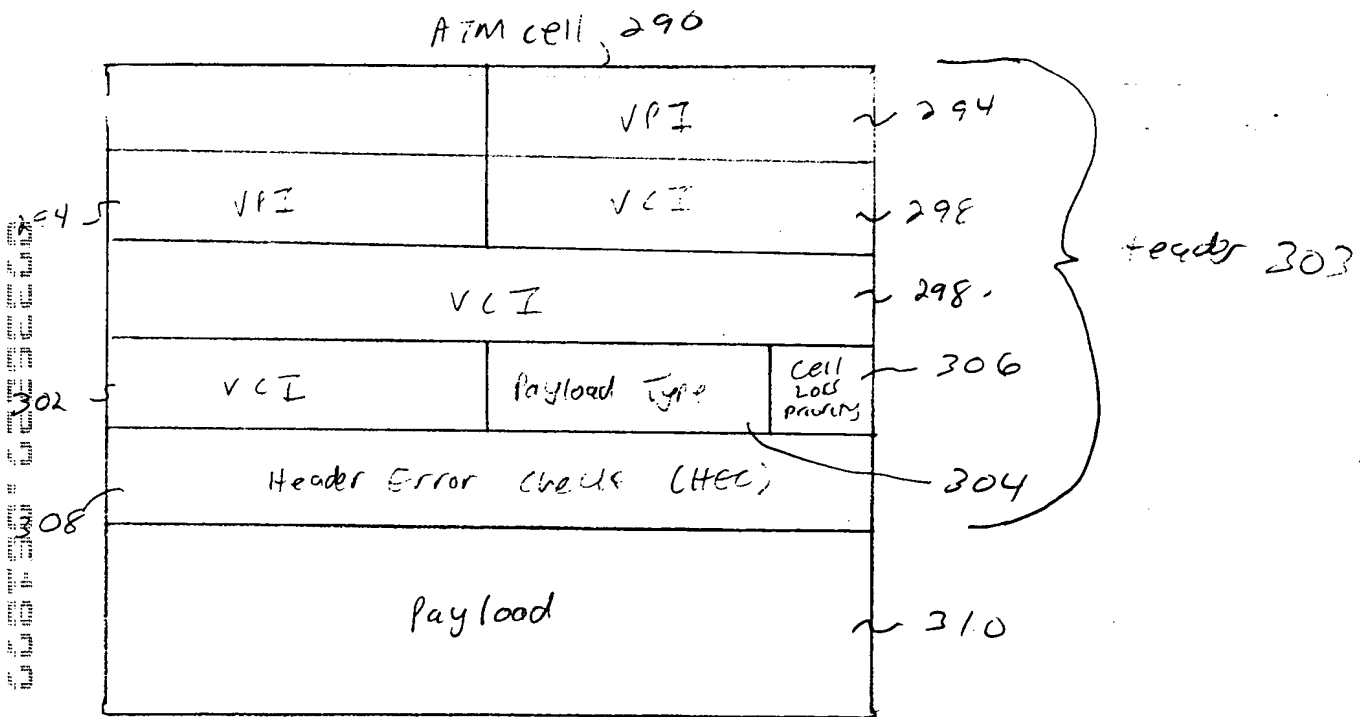 ATM cell 290
VPI 294
294 VPI VCI 298
VCI 298
302 VCI Payload Type Cell Loss Priority 306
Header 303
308 Header Error Check (HEC) 304
Payload 310